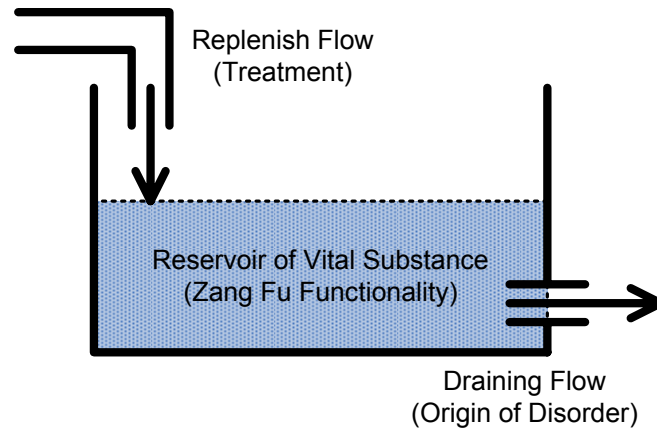 Replenish Flow
(Treatment)
Reservoir of Vital Substance
(Zang Fu Functionality)
Draining Flow
(Origin of Disorder)